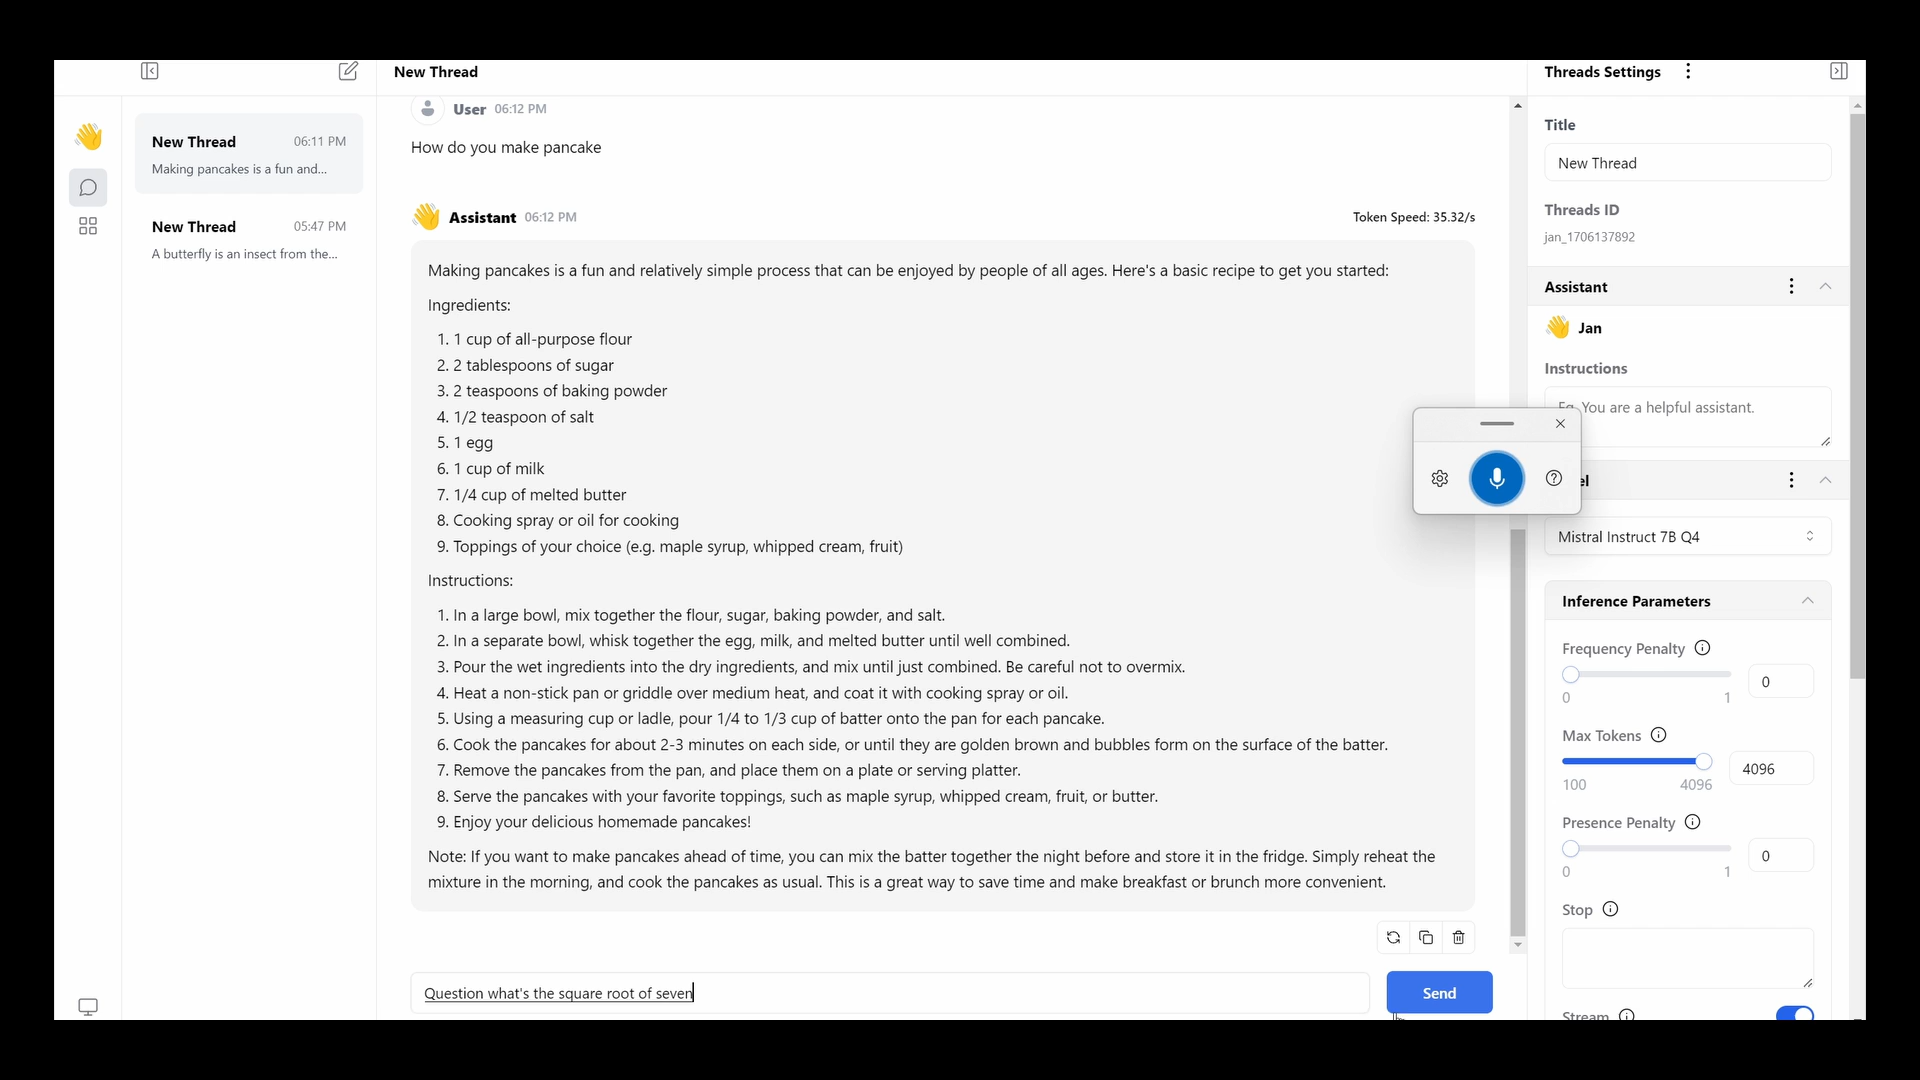 New Thread
Threads Settings
New Thread 06:11 PM
Making pancakes is a fun and...
New Thread 05:47 PM
A butterfly is an insect from the...
User 06:12 PM
How do you make pancake
Assistant 06:12 PM
Token Speed: 35.32/s
Making pancakes is a fun and relatively simple process that can be enjoyed by people of all ages. Here's a basic recipe to get you started:
Ingredients:
1. 1 cup of all-purpose flour
2. 2 tablespoons of sugar
3. 2 teaspoons of baking powder
4. 1/2 teaspoon of salt
5. 1 egg
6. 1 cup of milk
7. 1/4 cup of melted butter
8. Cooking spray or oil for cooking
9. Toppings of your choice (e.g. maple syrup, whipped cream, fruit)
Instructions:
1. In a large bowl, mix together the flour, sugar, baking powder, and salt.
2. In a separate bowl, whisk together the egg, milk, and melted butter until well combined.
3. Pour the wet ingredients into the dry ingredients, and mix until just combined. Be careful not to overmix.
4. Heat a non-stick pan or griddle over medium heat, and coat it with cooking spray or oil.
5. Using a measuring cup or ladle, pour 1/4 to 1/3 cup of batter onto the pan for each pancake.
6. Cook the pancakes for about 2-3 minutes on each side, or until they are golden brown and bubbles form on the surface of the batter.
7. Remove the pancakes from the pan, and place them on a plate or serving platter.
8. Serve the pancakes with your favorite toppings, such as maple syrup, whipped cream, fruit, or butter.
9. Enjoy your delicious homemade pancakes!
Note: If you want to make pancakes ahead of time, you can mix the batter together the night before and store it in the fridge. Simply reheat the
mixture in the morning, and cook the pancakes as usual. This is a great way to save time and make breakfast or brunch more convenient.
Question what's the square root of seven
Send
Title
New Thread
Threads ID
jan_1706137892
Assistant
Jan
Instructions
You are a helpful assistant.
Mistral Instruct 7B Q4
Inference Parameters
Frequency Penalty
0
0 1
Max Tokens
4096
100 4096
Presence Penalty
0
0 1
Stop
Stream